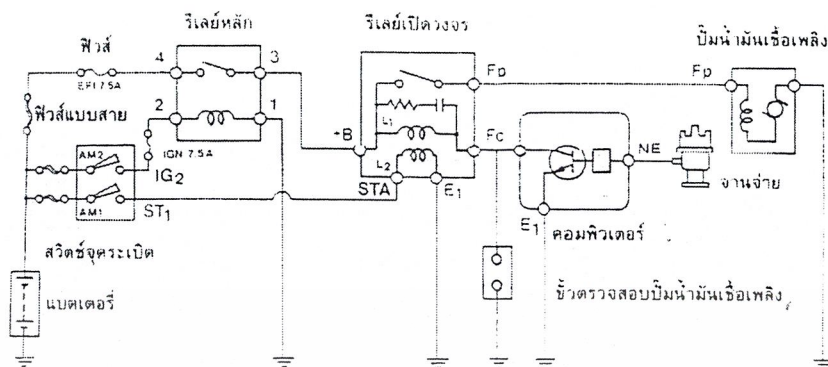 รีเลย์หลัก
รีเลย์เปิดวงจร
ฟิวส์
ปั๊มน้ำมันเชื้อเพลิง
4
3
EFI 7.5A
Fp
Fp
ฟิวส์แบบสาย
2
1
L1
+B
Fc
NE
IGN 7.5A
AM2
IG2
L2
STA
E1
จานจ่าย
AM1
ST1
E1
คอมพิวเตอร์
สวิตช์จุดระเบิด
แบตเตอรี่
ขั้วตรวจสอบปั๊มน้ำมันเชื้อเพลิง